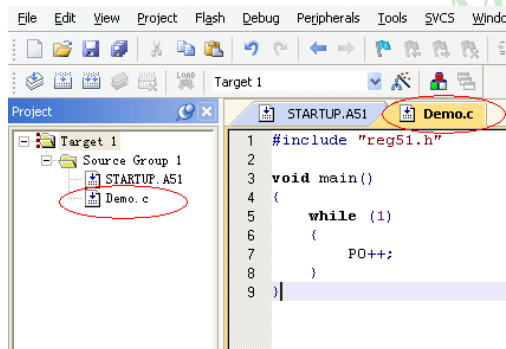 File Edit View Project Flash Debug Peripherals Tools SVCS Windo
LOAD Target 1
Project
STARTUP.A51 Demo.c
Target 1
Source Group 1
STARTUP.A51
Demo.c
1 #include "reg51.h"
2
3 void main()
4 {
5 while (1)
6 {
7 P0++;
8 }
9 }